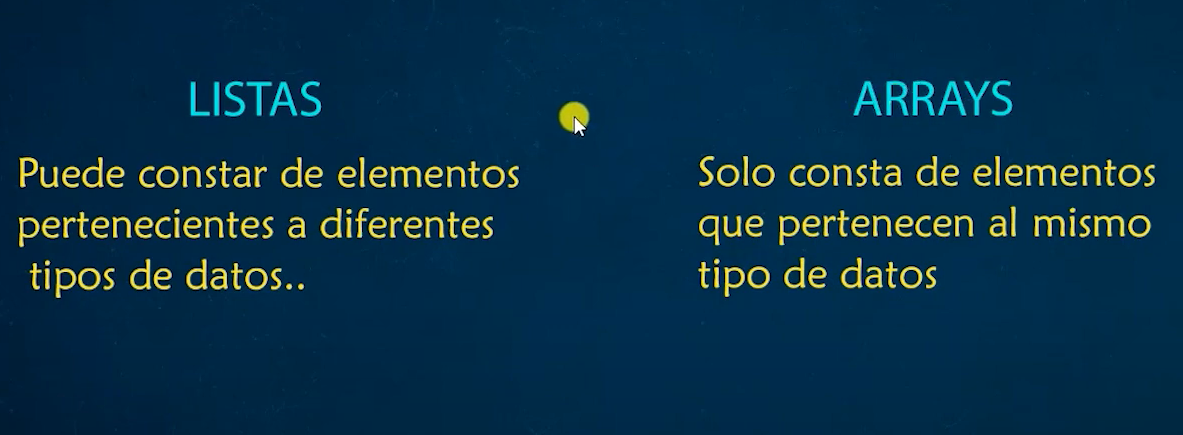 LISTAS
Puede constar de elementos
pertenecientes a diferentes
tipos de datos..
ARRAYS
Solo consta de elementos
que pertenecen al mismo
tipo de datos